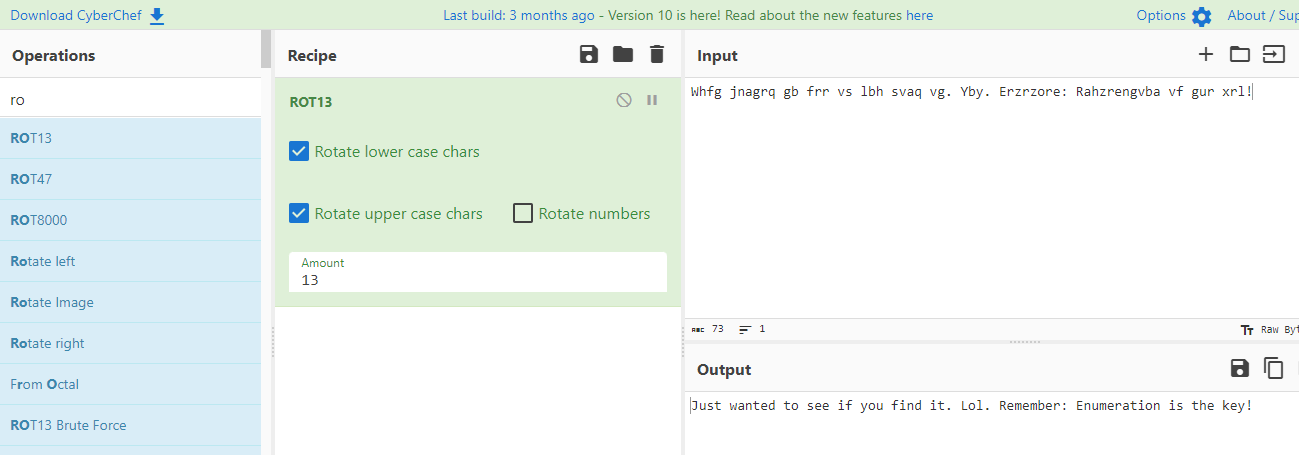 Download CyberChef
Last build: 3 months ago - Version 10 is here! Read about the new features here
Options
About / Sup
Operations
ro
ROT13
ROT47
ROT8000
Rotate left
Rotate Image
Rotate right
From Octal
ROT13 Brute Force
Recipe
ROT13
Rotate lower case chars
Rotate upper case chars
Rotate numbers
Amount
13
Input
Whfg jnagrq gb frr vs lbh svaq vg. Yby. Erzrzore: Rahzrengvba vf gur xrl!
ABC 73
1
Tт Raw Byt
Output
Just wanted to see if you find it. Lol. Remember: Enumeration is the key!